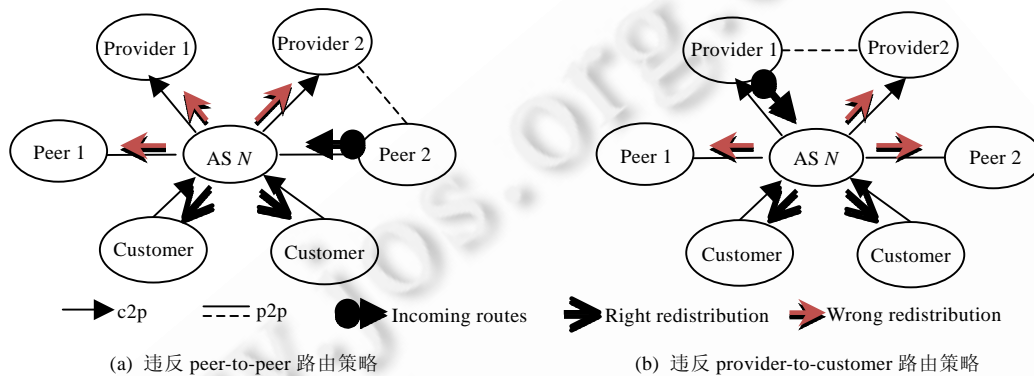 Provider 1
Provider 2
Peer 1
AS N
Peer 2
Customer
Customer
Provider 1
Provider2
Peer 1
AS N
Peer 2
Customer
Customer
c2p
p2p
Incoming routes
Right redistribution
Wrong redistribution
(a) 违反 peer-to-peer 路由策略
(b) 违反 provider-to-customer 路由策略